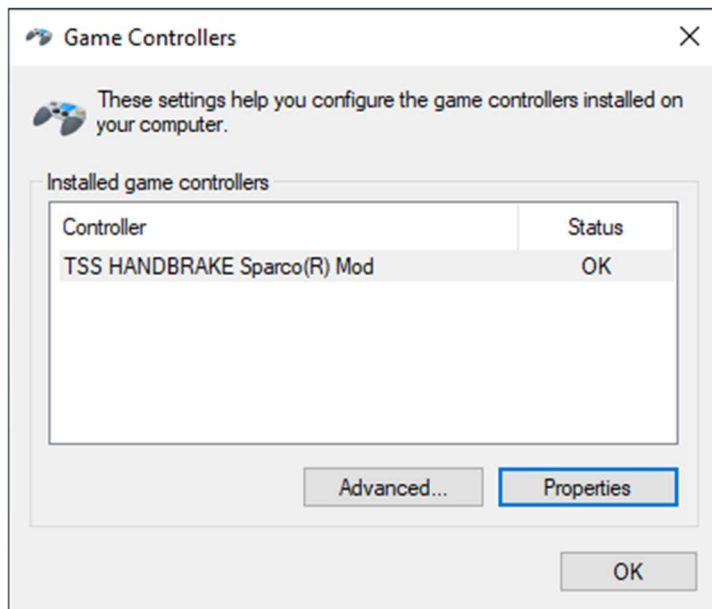 Game Controllers
These settings help you configure the game controllers installed on
your computer.
Installed game controllers
Controller Status
TSS HANDBRAKE Sparco(R) Mod OK
Advanced... Properties
OK